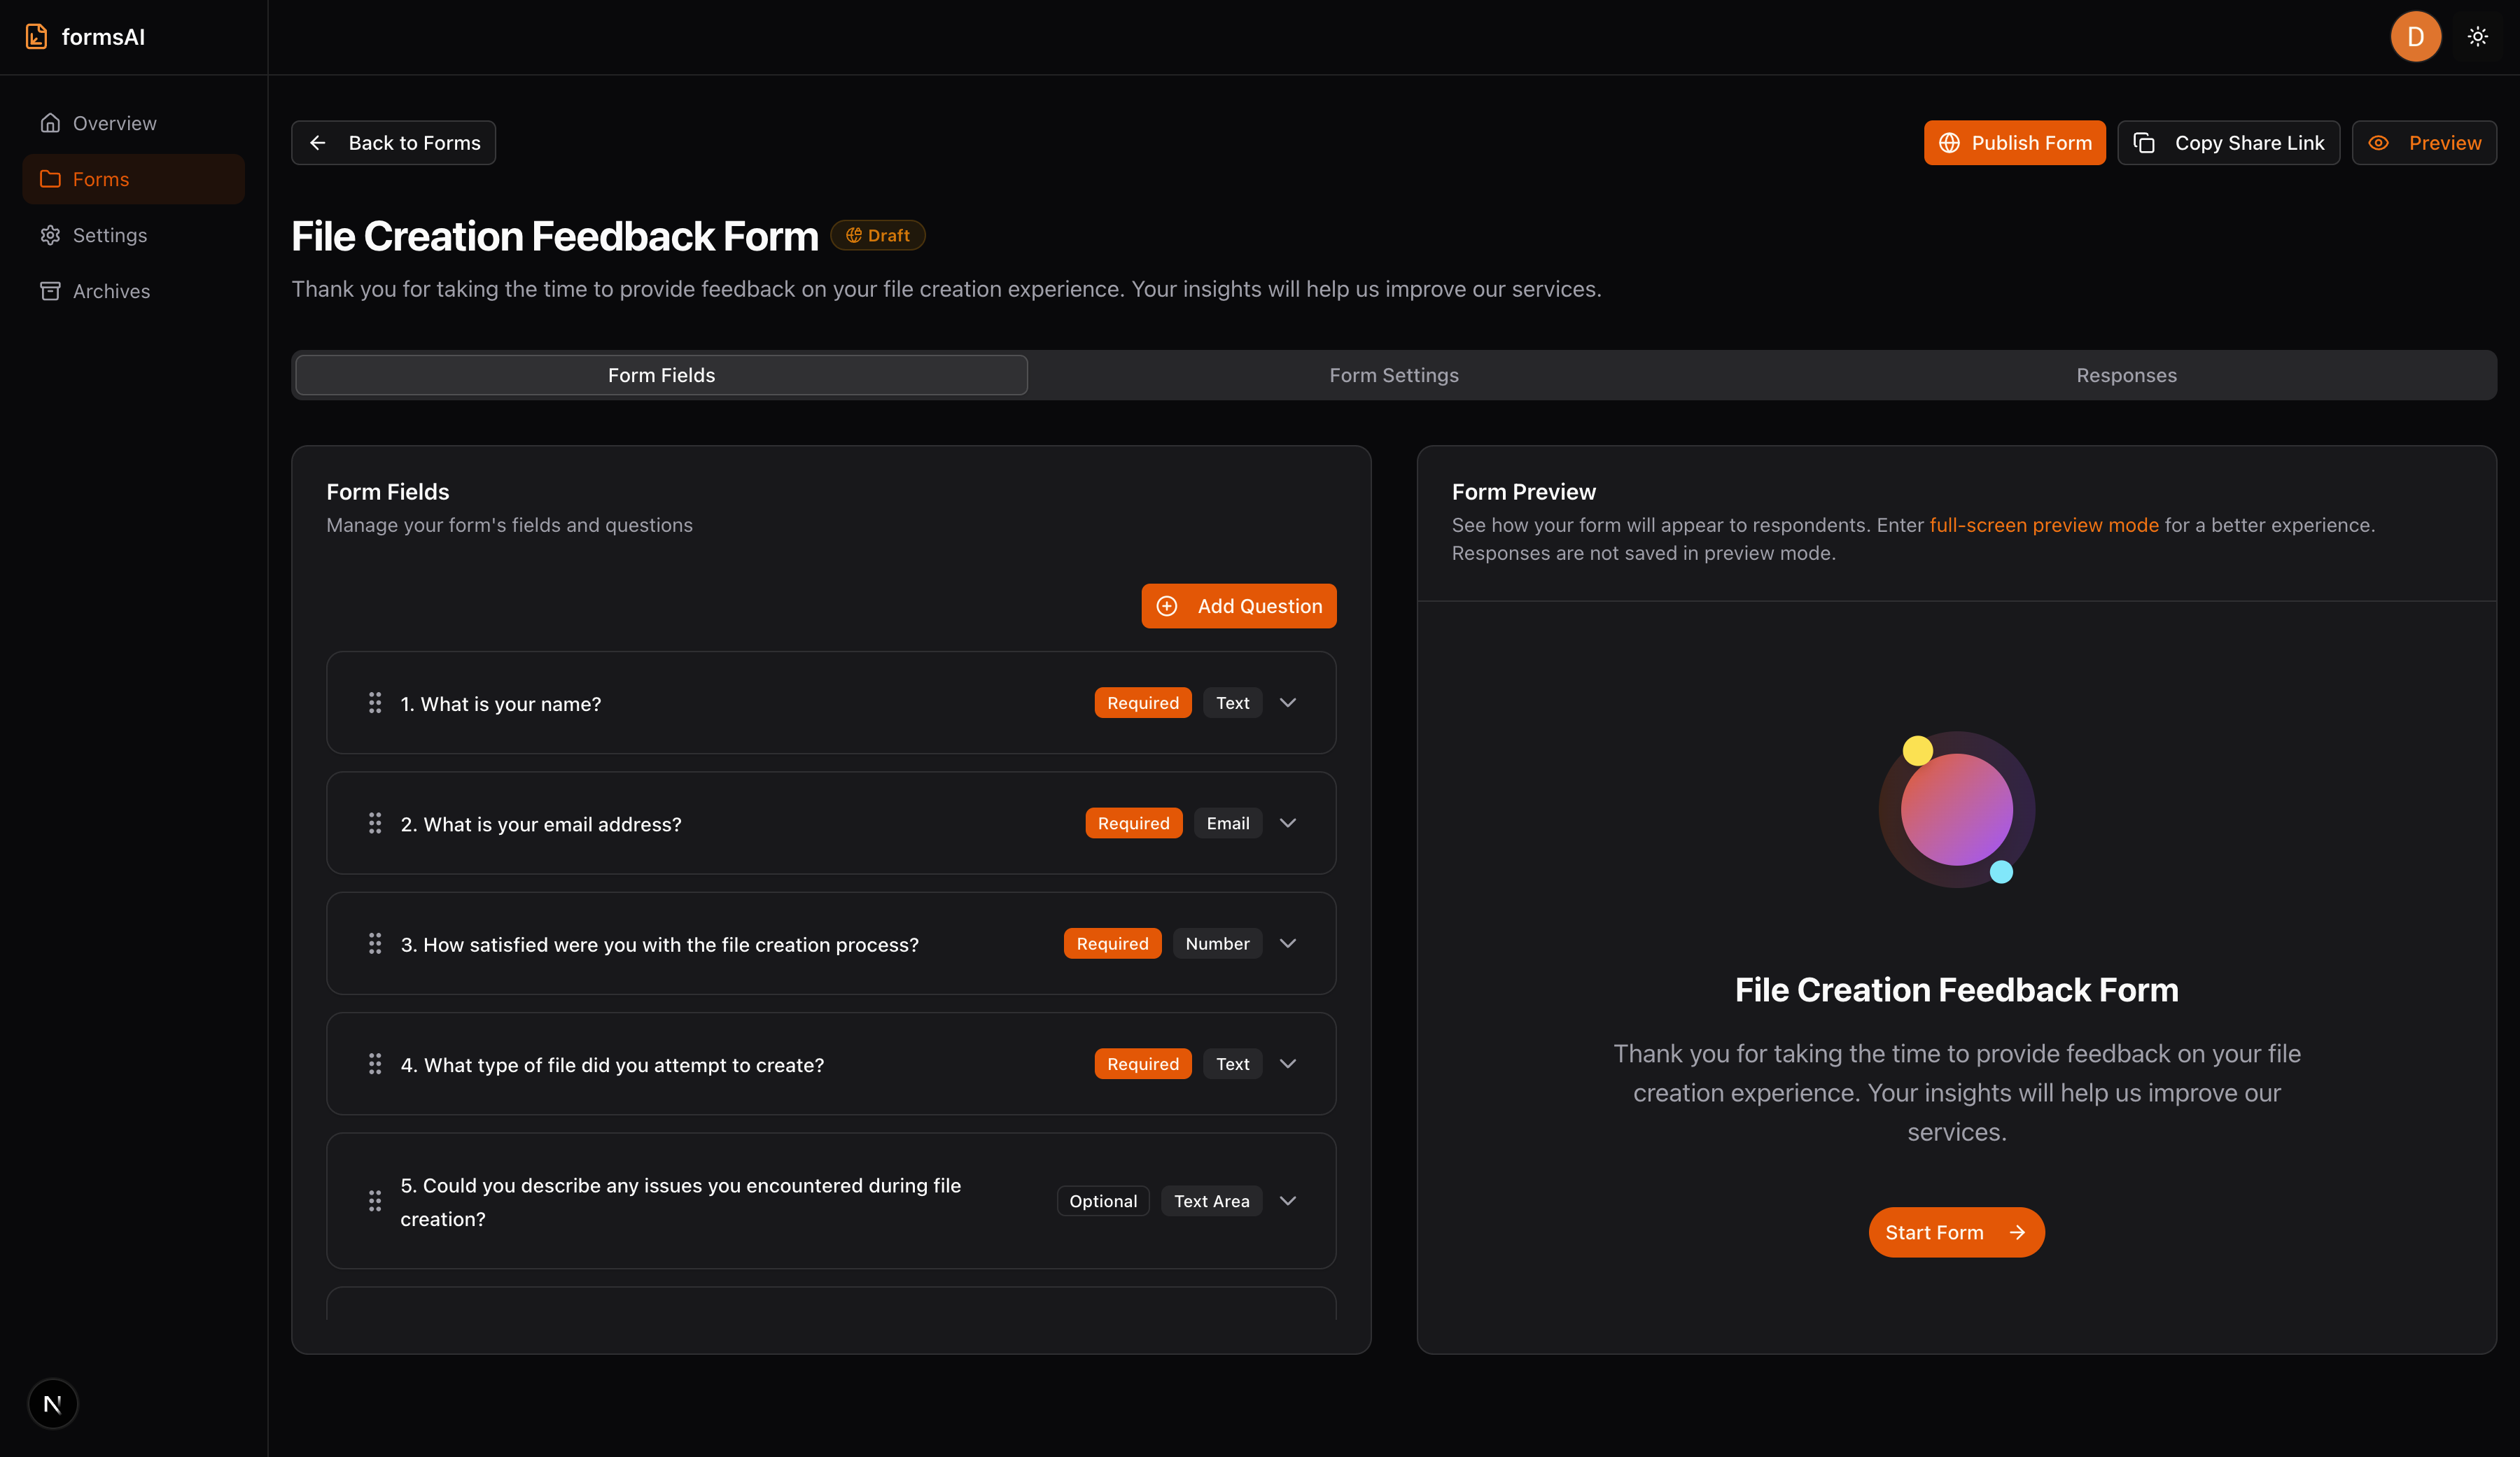 formsAI
D
Overview
Forms
Settings
Archives
Back to Forms
Publish Form
Copy Share Link
Preview
File Creation Feedback Form
Draft
Thank you for taking the time to provide feedback on your file creation experience. Your insights will help us improve our services.
Form Fields
Form Settings
Responses
Form Fields
Manage your form's fields and questions
Add Question
1. What is your name?
Required
Text
2. What is your email address?
Required
Email
3. How satisfied were you with the file creation process?
Required
Number
4. What type of file did you attempt to create?
Required
Text
5. Could you describe any issues you encountered during file
creation?
Optional
Text Area
Form Preview
See how your form will appear to respondents. Enter full-screen preview mode for a better experience.
Responses are not saved in preview mode.
File Creation Feedback Form
Thank you for taking the time to provide feedback on your file
creation experience. Your insights will help us improve our
services.
Start Form
N